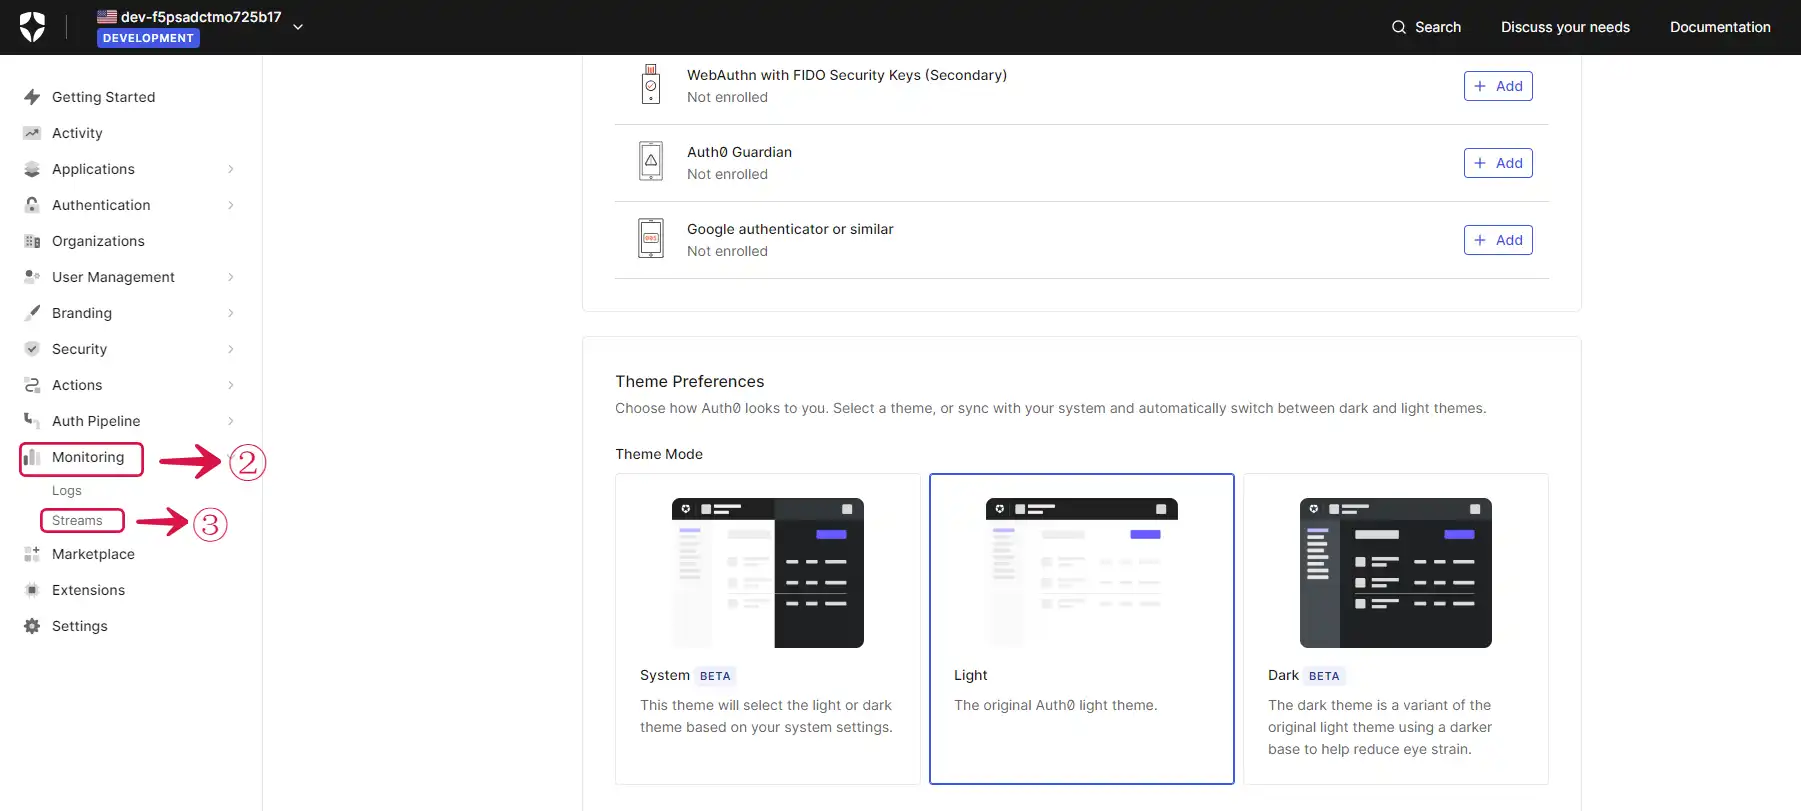 dev-f5psadctmo725b17
DEVELOPMENT
Search
Discuss your needs
Documentation
Getting Started
Activity
Applications
Authentication
Organizations
User Management
Branding
Security
Actions
Auth Pipeline
Monitoring
②
Logs
Streams
③
Marketplace
Extensions
Settings
WebAuthn with FIDO Security Keys (Secondary)
Not enrolled
+ Add
Auth0 Guardian
Not enrolled
+ Add
Google authenticator or similar
Not enrolled
+ Add
Theme Preferences
Choose how Auth0 looks to you. Select a theme, or sync with your system and automatically switch between dark and light themes.
Theme Mode
System BETA
This theme will select the light or dark
theme based on your system settings.
Light
The original Auth0 light theme.
Dark BETA
The dark theme is a variant of the
original light theme using a darker
base to help reduce eye strain.